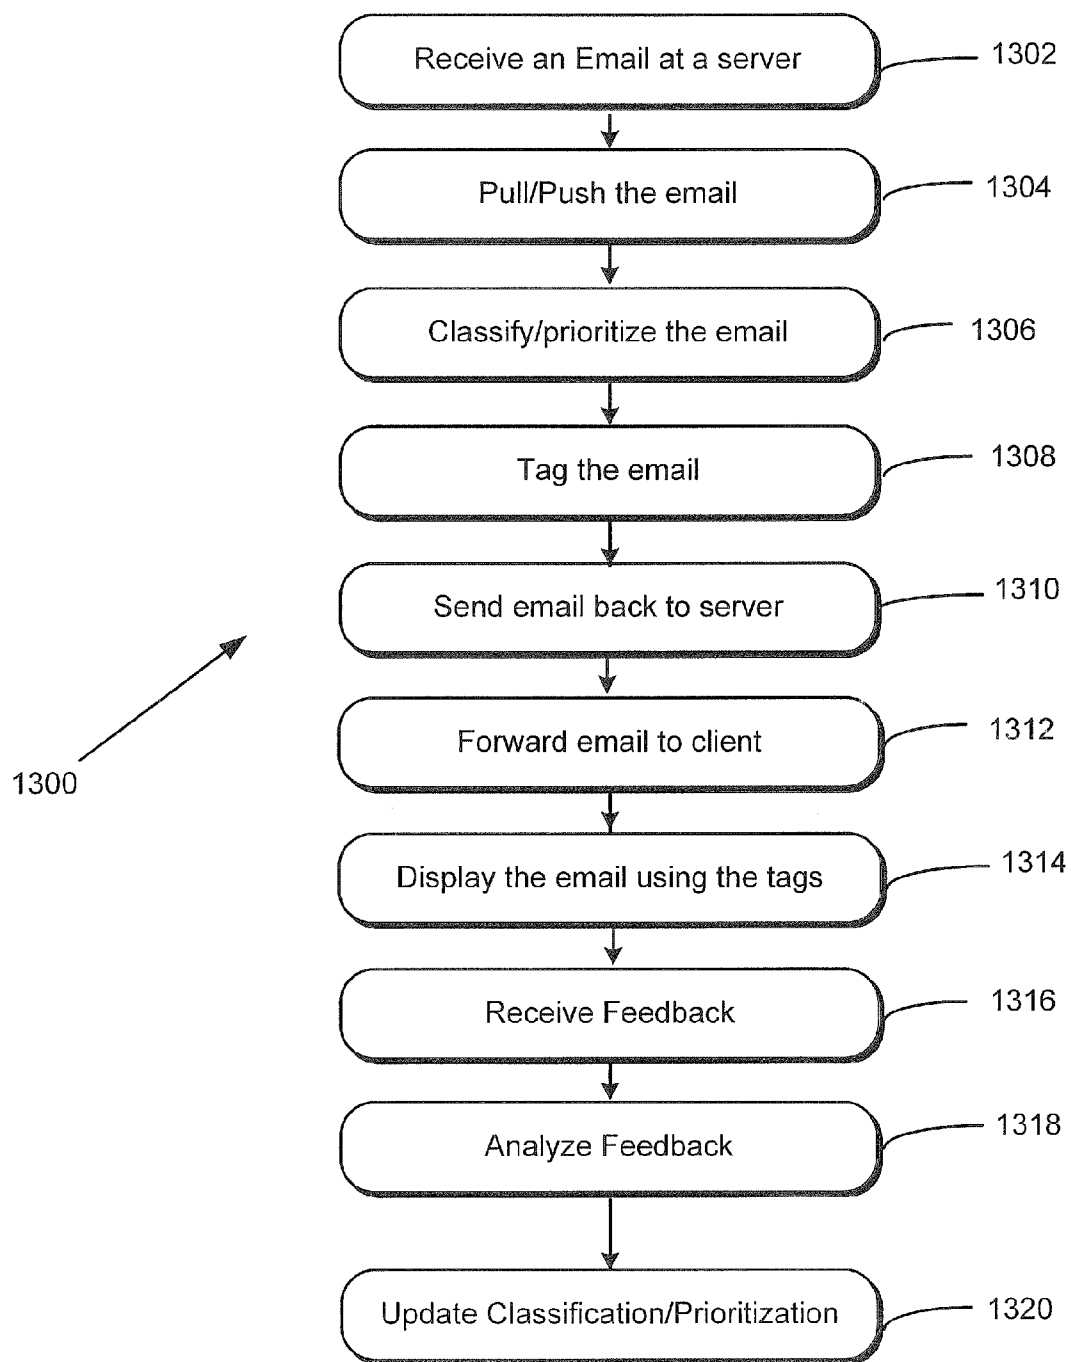 Receive an Email at a server
1302
Pull/Push the email
1304
Classify/prioritize the email
1306
Tag the email
1308
Send email back to server
1310
Forward email to client
1312
1300
Display the email using the tags
1314
Receive Feedback
1316
Analyze Feedback
1318
Update Classification/Prioritization
1320